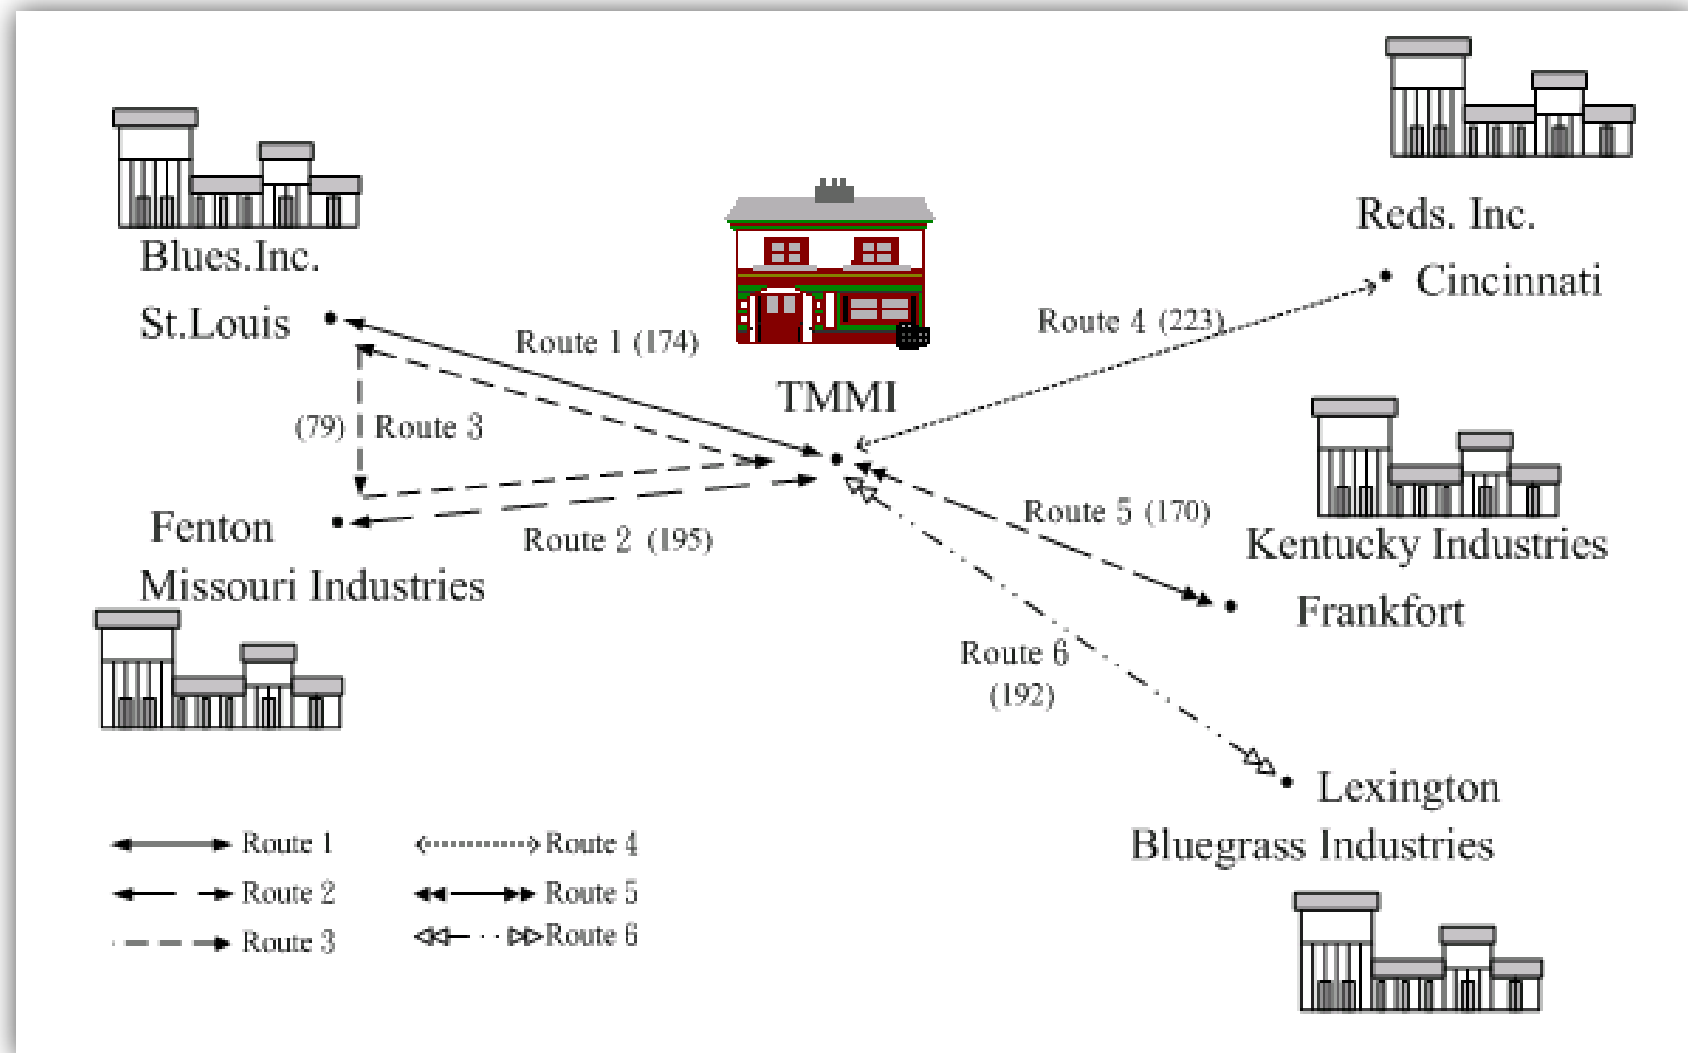 Blues.Inc.
St.Louis
Route 1 (174)
TMMI
Reds. Inc.
Cincinnati
Route 4 (223)
(79) Route 3
Fenton
Missouri Industries
Route 2 (195)
Route 5 (170)
Kentucky Industries
Frankfort
Route 6
(192)
Lexington
Bluegrass Industries
Route 1
Route 2
Route 3
Route 4
Route 5
Route 6